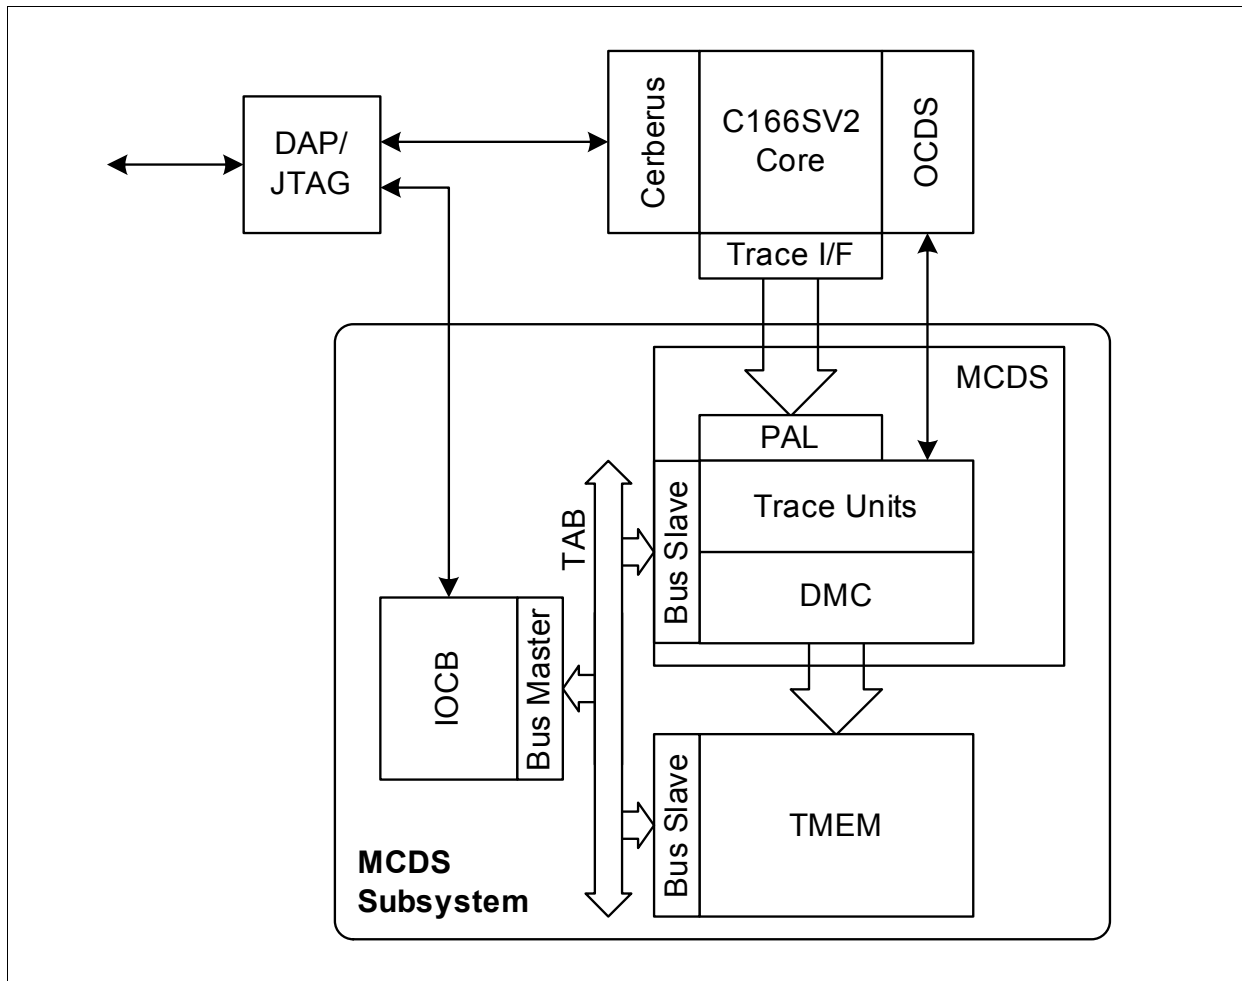 DAP/
JTAG
Cerberus
C166SV2
Core
OCDS
Trace I/F
MCDS
PAL
TAB
Bus Slave
Trace Units
DMC
IOCB
Bus Master
Bus Slave
TMEM
MCDS
Subsystem